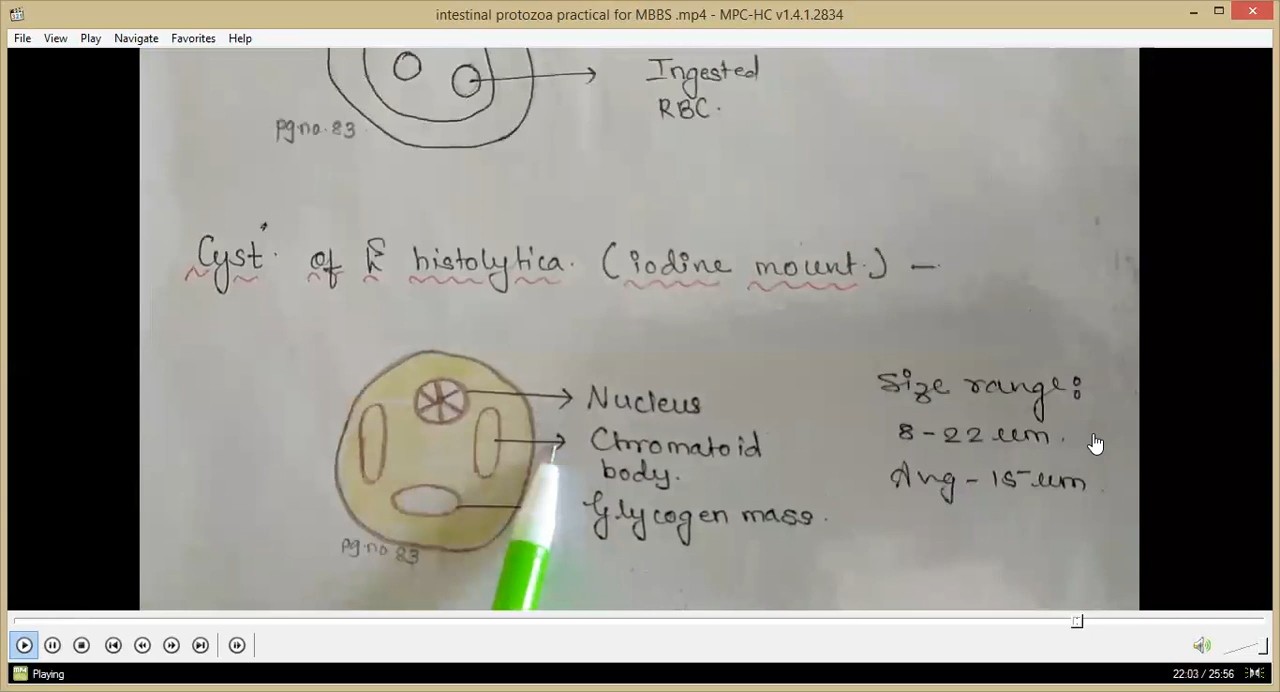 intestinal protozoa practical for MBBS .mp4 - MPC-HC v1.4.1.2834
File View Play Navigate Favorites Help
Ingested
RBC.
pg no. 83
Cyst of E histolytica. (iodine mount.) -
Nucleus
Chromatoid
body.
Glycogen mass.
pg no 83
Size range:
8-22 um.
Avg - 15 um
Playing
22:03 / 25:56